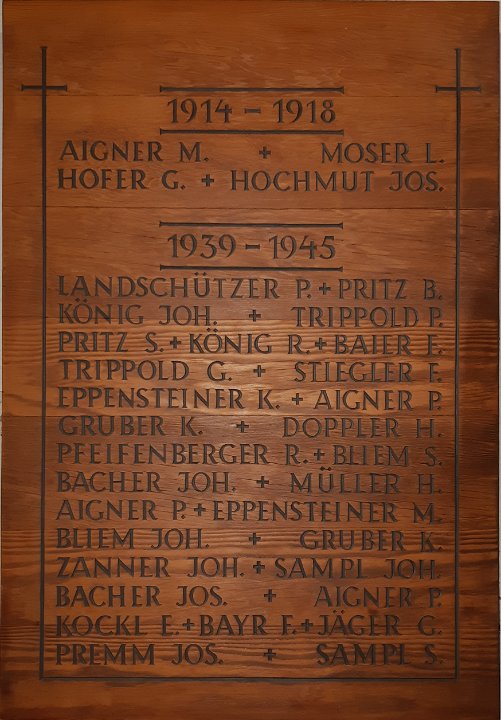 1914 - 1918
AIGNER M. + MOSER L.
HOFER G. + HOCHMUT JOS.
1939 - 1945
LANDSCHÜTZER P. + PRITZ B.
KÖNIG JOH. + TRIPPOLD P.
PRITZ S. + KÖNIG R. + BAIER E.
TRIPPOLD G. + STIEGLER F.
EPPENSTEINER K. + AIGNER P.
GRUBER K. + DOPPLER H.
PFEIFENBERGER R. + BLIEM S.
BACHER JOH. + MÜLLER H.
AIGNER P. + EPPENSTEINER M.
BLIEM JOH. + GRUBER K.
ZANNER JOH. + SAMPL JOH.
BACHER JOS. + AIGNER P.
KOCKL E. + BAYR F. + JÄGER G.
PREMM JOS. + SAMPL S.